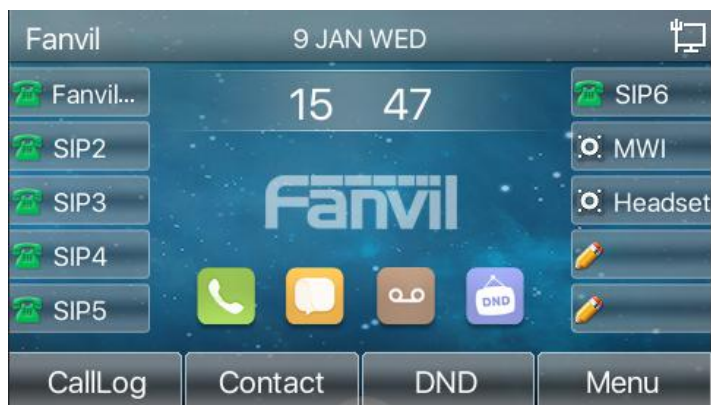 Fanvil 9 JAN WED
Fanvil... 15 47 SIP6
SIP2 MWI
SIP3 Fanvil Headset
SIP4
SIP5 DND
CallLog Contact DND Menu